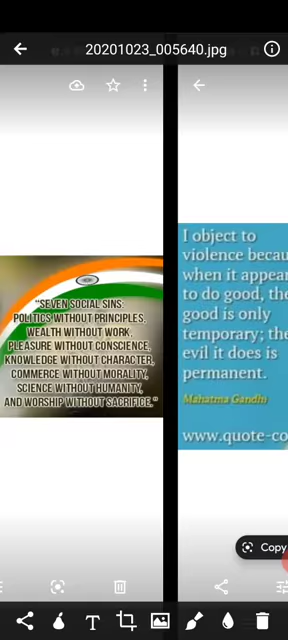 20201023_005640.jpg
"SEVEN SOCIAL SINS:
POLITICS WITHOUT PRINCIPLES,
WEALTH WITHOUT WORK,
PLEASURE WITHOUT CONSCIENCE,
KNOWLEDGE WITHOUT CHARACTER,
COMMERCE WITHOUT MORALITY,
SCIENCE WITHOUT HUMANITY,
AND WORSHIP WITHOUT SACRIFICE."
I object to
violence becau
when it appear
to do good, the
good is only
temporary; the
evil it does is
permanent.
Mahatma Gandhi
www.quote-co
Copy
T